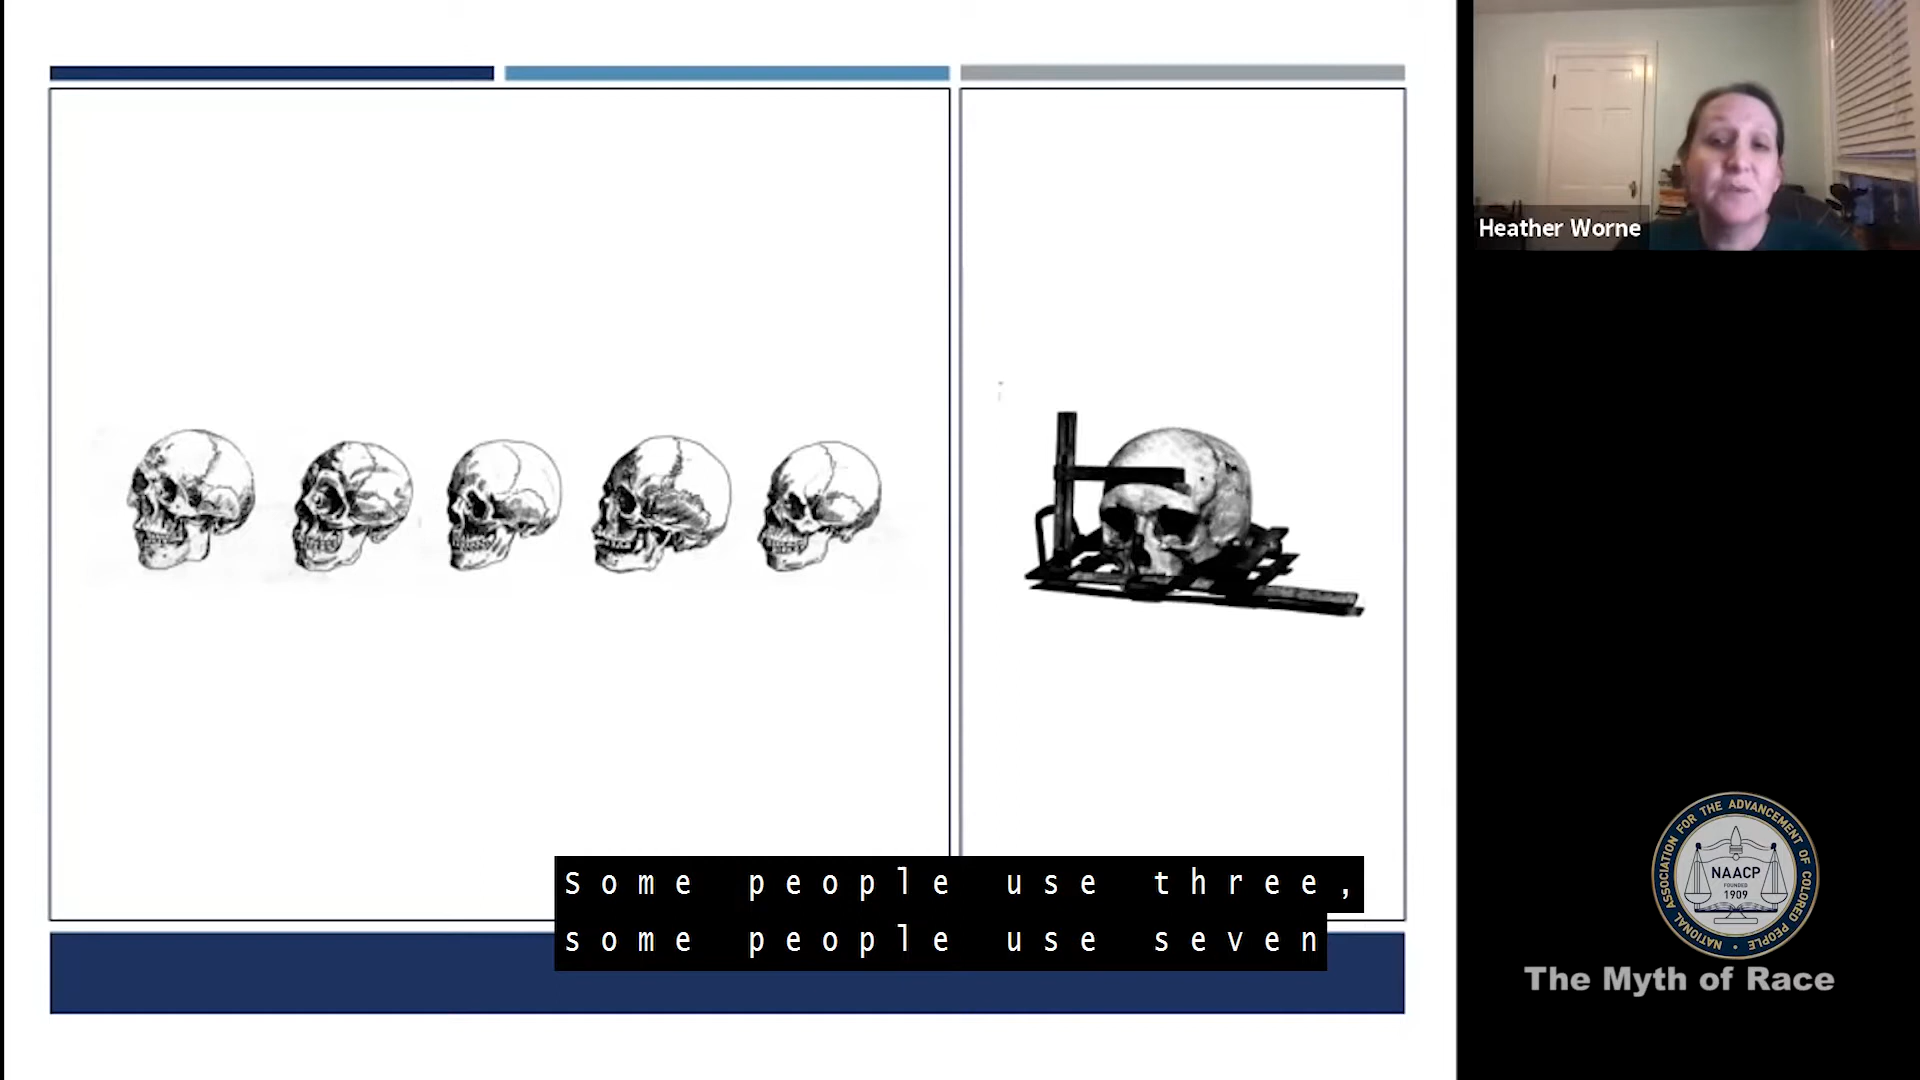 Heather Worne
Some people use three,
some people use seven
NATIONAL ASSOCIATION FOR THE ADVANCEMENT OF COLORED PEOPLE
NAACP
FOUNDED
1909
The Myth of Race